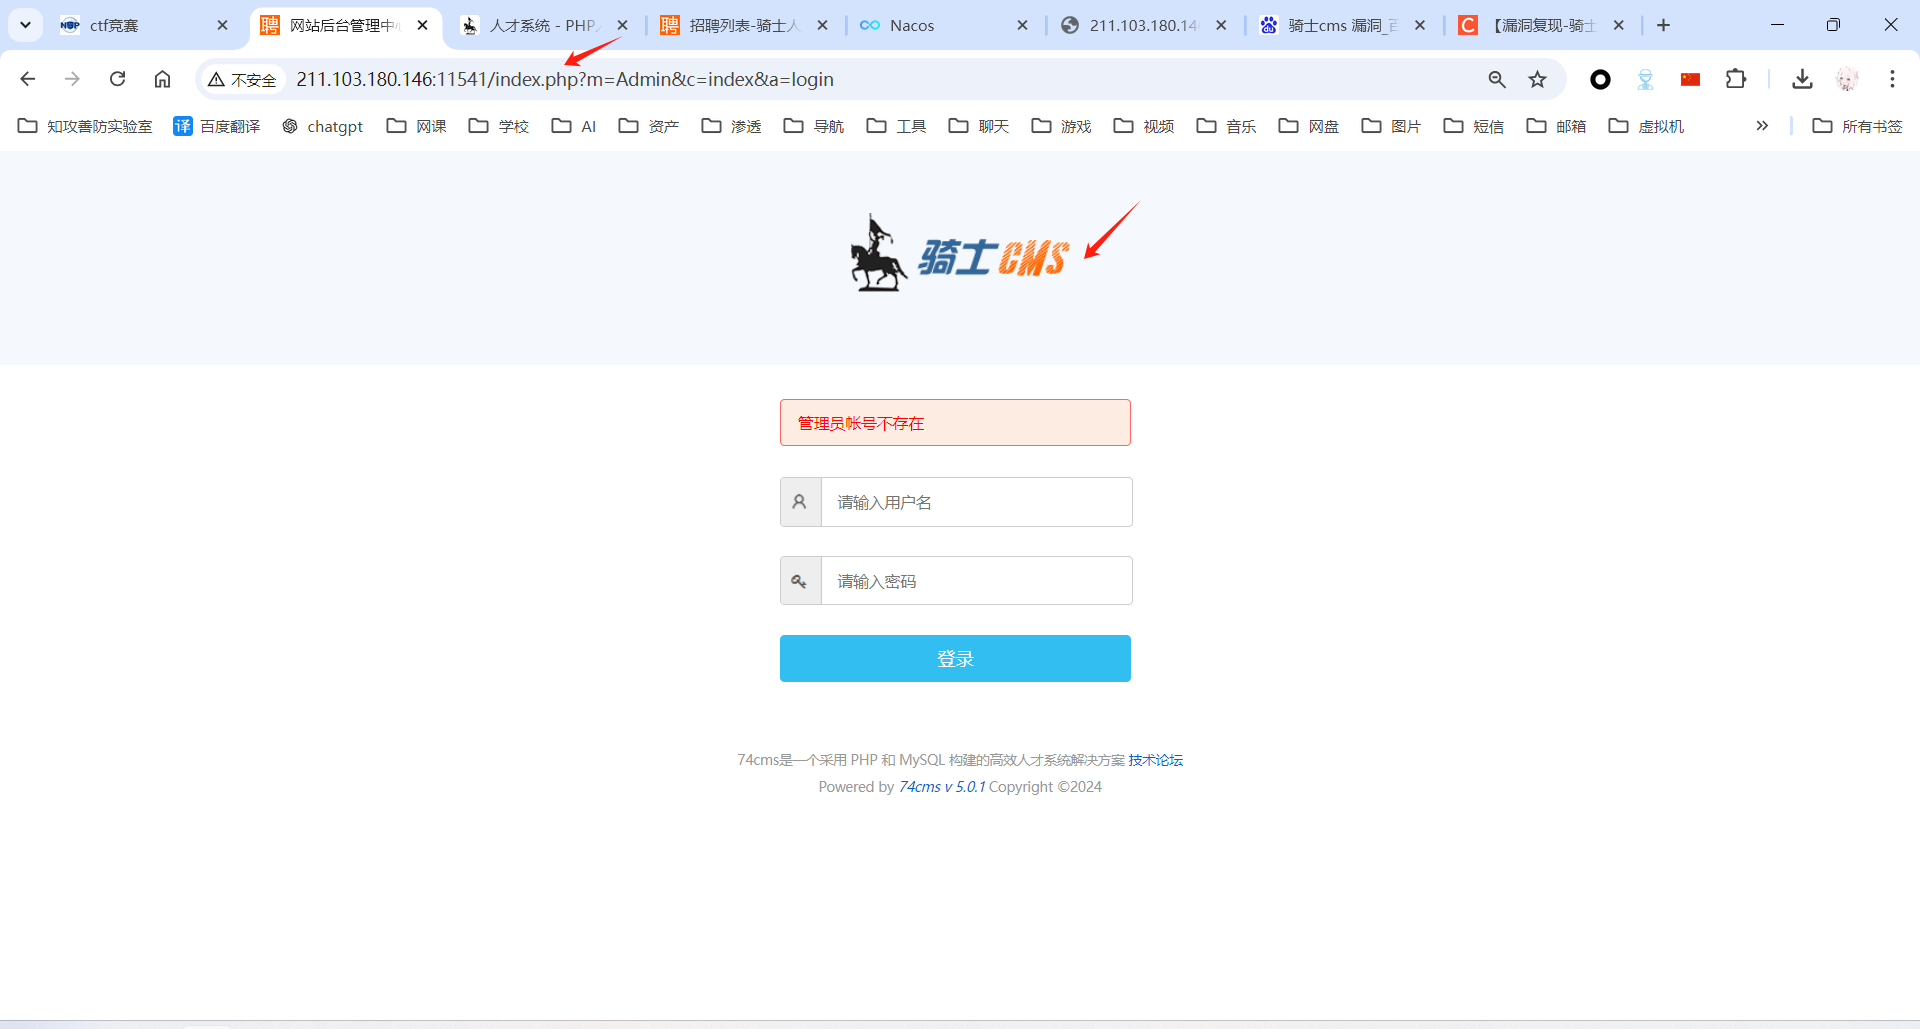 NOP
ctf竞赛
聘
网站后台管理中心
人才系统 - PHP
聘
招聘列表-骑士人
Nacos
211.103.180.14
du
骑士cms 漏洞_百
C
【漏洞复现-骑士
不安全
211.103.180.146:11541/index.php?m=Admin&c=index&a=login
知攻善防实验室
译
百度翻译
chatgpt
网课
学校
AI
资产
渗透
导航
工具
聊天
游戏
视频
音乐
网盘
图片
短信
邮箱
虚拟机
所有书签
骑士CMS
管理员帐号不存在
请输入用户名
请输入密码
登录
74cms是一个采用 PHP 和 MySQL 构建的高效人才系统解决方案 技术论坛
Powered by 74cms v 5.0.1 Copyright ©2024